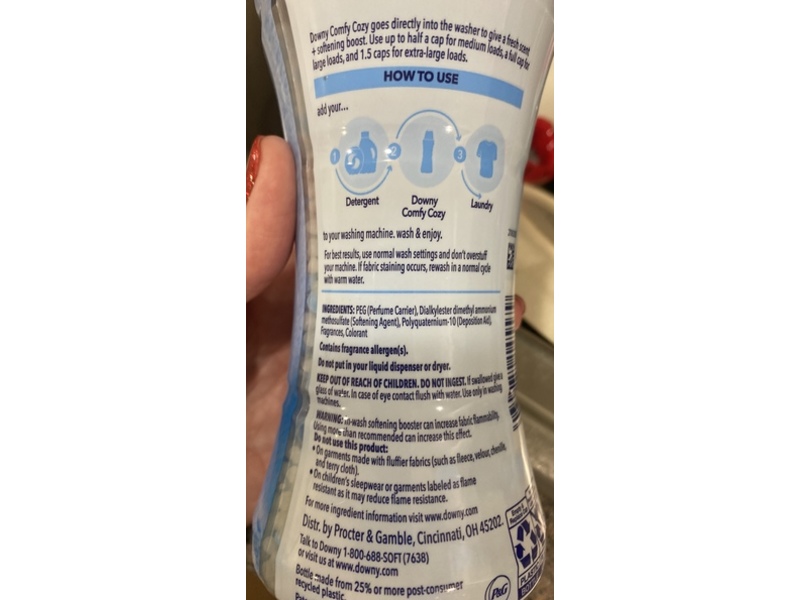 Downy Comfy Cozy goes directly into the washer to give a fresh scent
+ softening boost. Use up to half a cap for medium loads, a full cap for
large loads, and 1.5 caps for extra-large loads.
HOW TO USE
add your...
1 2 3
Detergent Downy Laundry
Comfy Cozy
to your washing machine. wash & enjoy.
For best results, use normal wash settings and don't overstuff
your machine. If fabric staining occurs, rewash in a normal cycle
with warm water.
INGREDIENTS: PEG (Perfume Carrier), Dialkylester dimethyl ammonium
methosulfate (Softening Agent), Polyquaternium-10 (Deposition Aid),
Fragrances, Colorant
Contains fragrance allergen(s).
Do not put in your liquid dispenser or dryer.
KEEP OUT OF REACH OF CHILDREN. DO NOT INGEST. If swallowed give a
glass of water. In case of eye contact flush with water. Use only in washing
machines.
WARNING: In-wash softening booster can increase fabric flammability.
Using more than recommended can increase this effect.
Do not use this product:
• On garments made with fluffier fabrics (such as fleece, velour, chenille,
and terry cloth).
• On children's sleepwear or garments labeled as flame
resistant as it may reduce flame resistance.
For more ingredient information visit www.downy.com
Distr. by Procter & Gamble, Cincinnati, OH 45202.
Talk to Downy 1-800-688-SOFT (7638)
or visit us at www.downy.com
Bottle made from 25% or more post-consumer
recycled plastic.
P&G